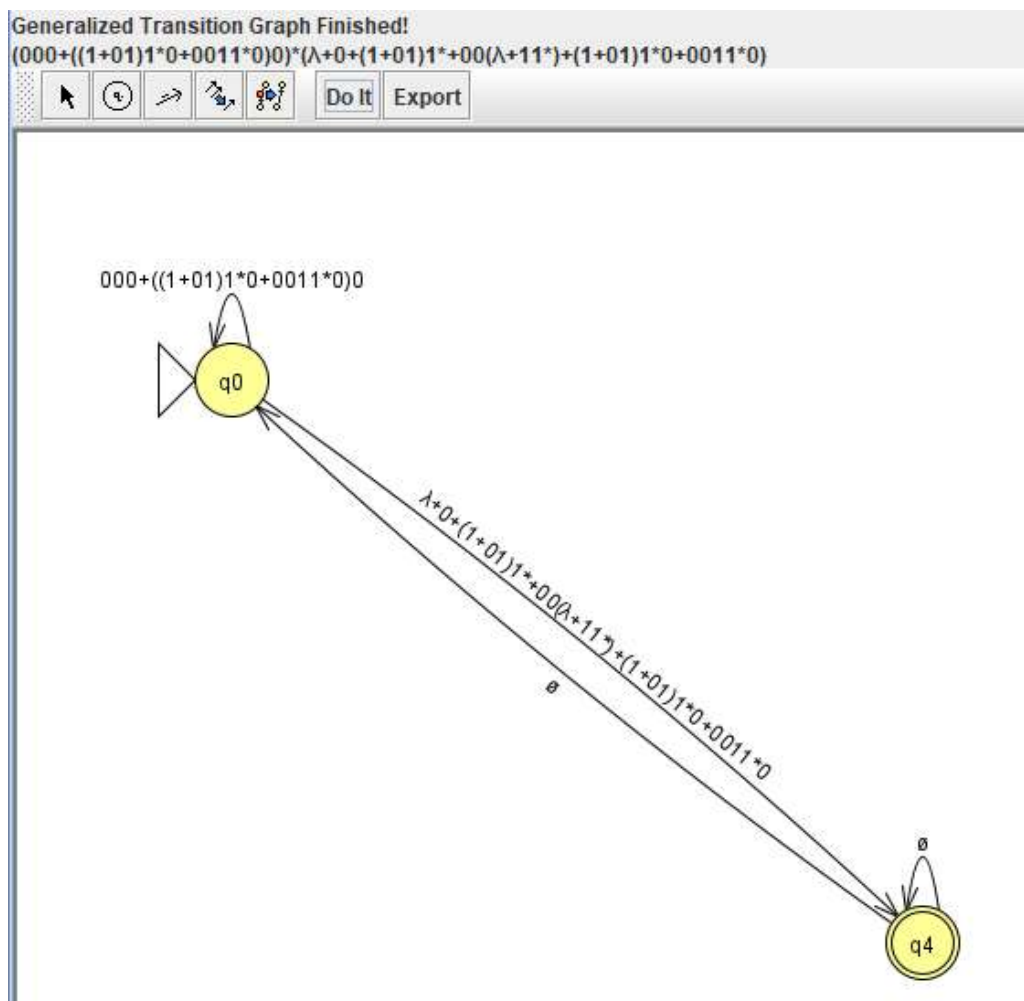 Generalized Transition Graph Finished!
(000+((1+01)1*0+0011*0)0)*(λ+0+(1+01)1*+00(λ+11*)+(1+01)1*0+0011*0)
Do It Export
000+((1+01)1*0+0011*0)0
q0
λ+0+(1+01)1*+00(λ+11*)+(1+01)1*0+0011*0
ø
ø
q4